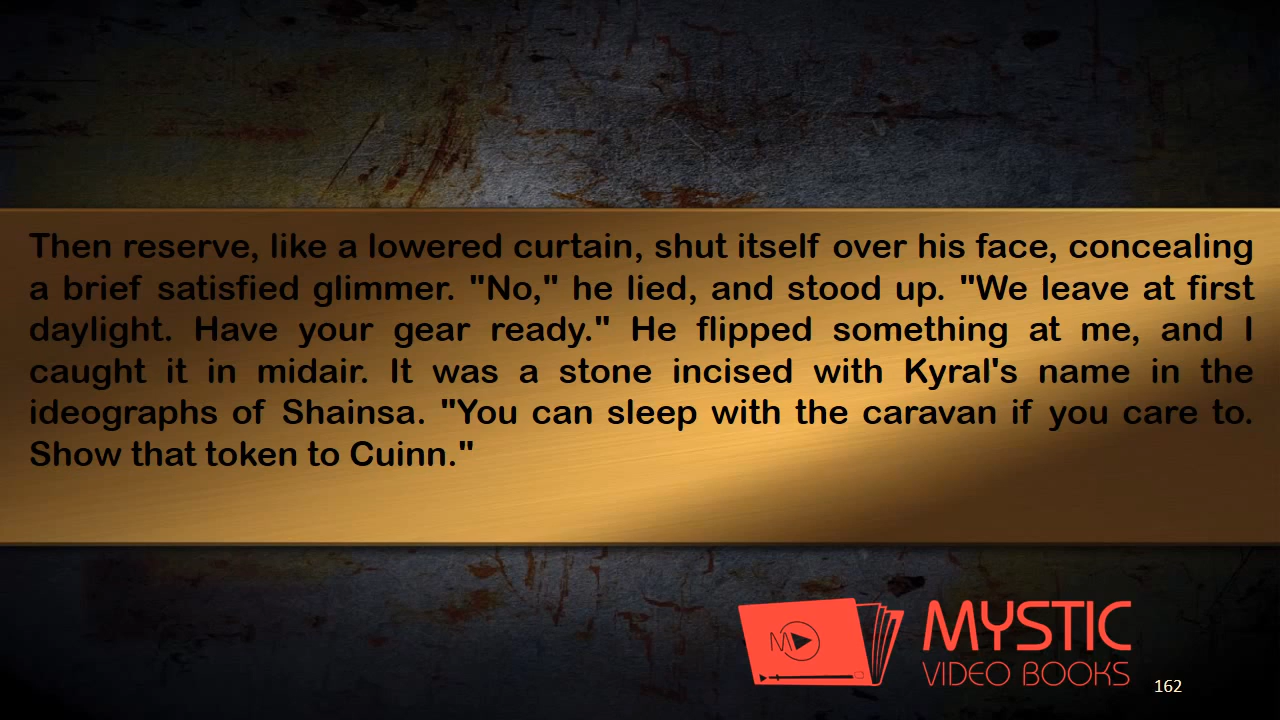 Then reserve, like a lowered curtain, shut itself over his face, concealing
a brief satisfied glimmer. "No," he lied, and stood up. "We leave at first
daylight. Have your gear ready." He flipped something at me, and I
caught it in midair. It was a stone incised with Kyral's name in the
ideographs of Shainsa. "You can sleep with the caravan if you care to.
Show that token to Cuinn."
MYSTIC
VIDEO BOOKS
162